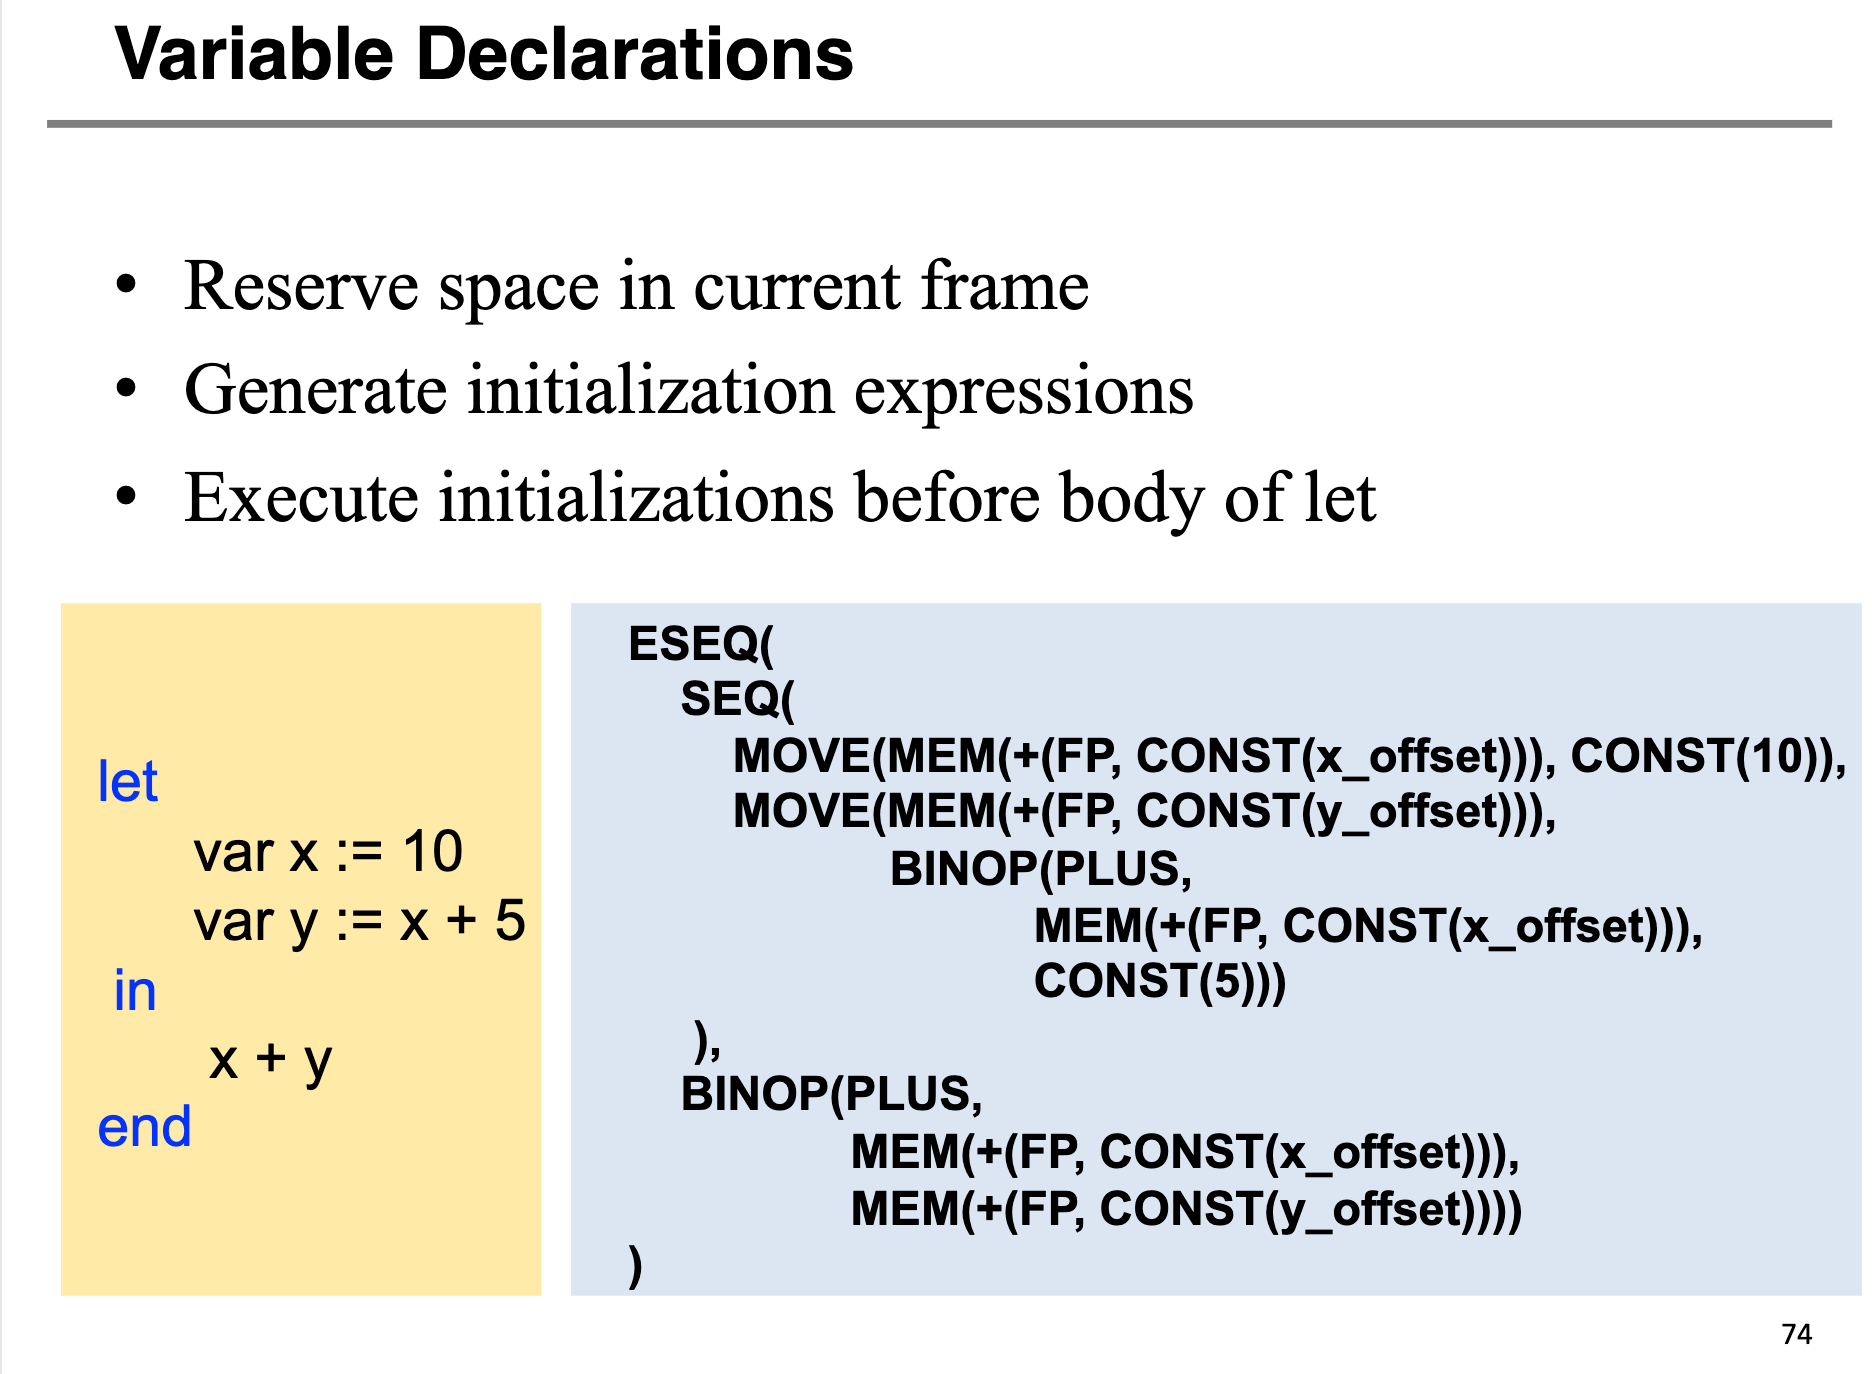 Variable Declarations
• Reserve space in current frame
• Generate initialization expressions
• Execute initializations before body of let
let
var x := 10
var y := x + 5
in
x + y
end
ESEQ(
SEQ(
MOVE(MEM(+(FP, CONST(x_offset))), CONST(10)),
MOVE(MEM(+(FP, CONST(y_offset))),
BINOP(PLUS,
MEM(+(FP, CONST(x_offset))),
CONST(5)))
),
BINOP(PLUS,
MEM(+(FP, CONST(x_offset))),
MEM(+(FP, CONST(y_offset))))
)
74